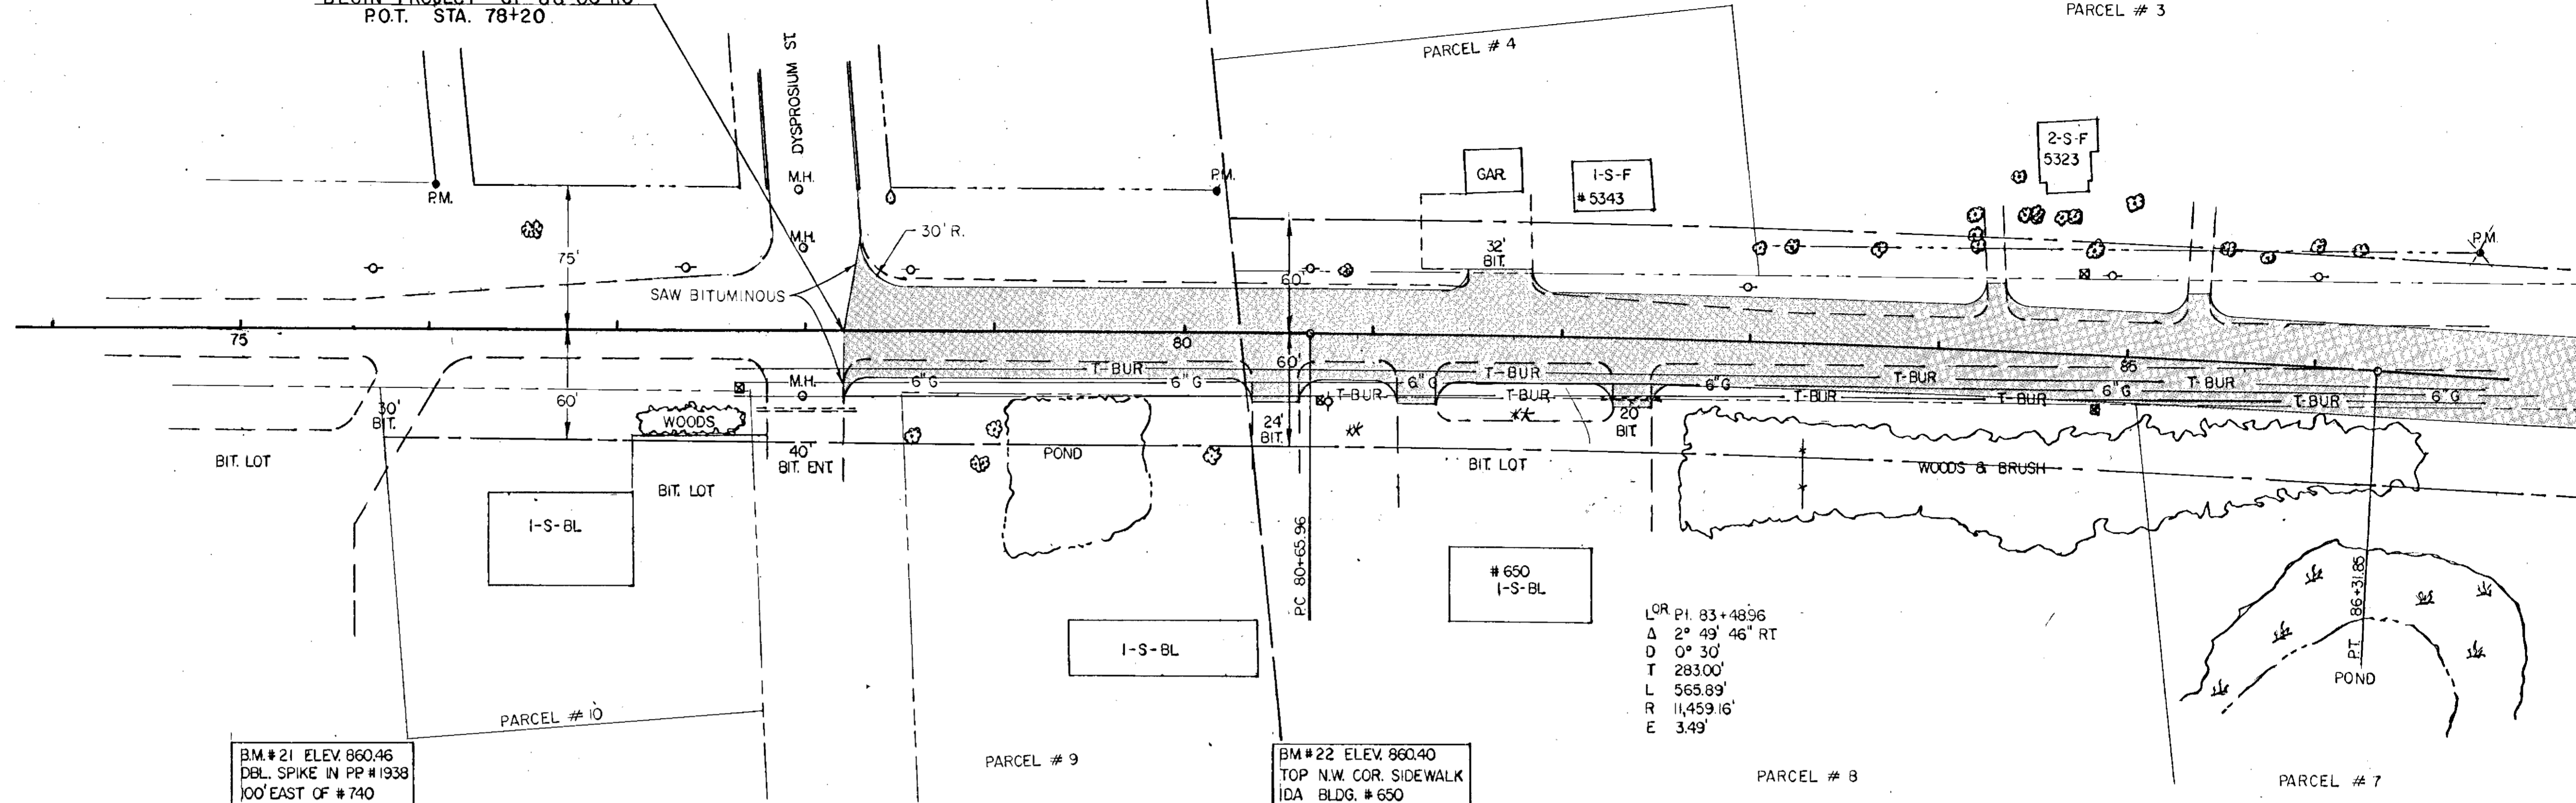 P.O.T. STA. 78+20
DYSPROSIUM ST.
PARCEL # 4
PARCEL # 3
2-S-F
5323
GAR.
1-S-F
# 5343
M.H.
P.M.
P.M.
M.H.
30' R.
P.M.
75'
32'
BIT.
60'
SAW BITUMINOUS
75
80
85
60'
T-BUR
T-BUR
T-BUR
T-BUR
M.H.
6"G
6"G
6"G
6"G
6"G
6"G
T-BUR
T-BUR
T-BUR
T-BUR
T-BUR
30'
BIT.
60'
WOODS
24'
BIT.
**
**
20'
BIT.
BIT. LOT
40'
BIT. ENT.
POND
BIT. LOT
WOODS & BRUSH
BIT. LOT
1-S-BL
P.C. 80+65.96
# 650
1-S-BL
P.T. 86+31.85
1-S-BL
POND
LOR P.I. 83+48.96
Δ 2° 49' 46" RT
D 0° 30'
T 283.00'
L 565.89'
R 11,459.16'
E 3.49'
PARCEL # 10
PARCEL # 9
PARCEL # 8
PARCEL # 7
B.M. # 21 ELEV. 860.46
DBL. SPIKE IN PP # 1938
100' EAST OF # 740
BM # 22 ELEV. 860.40
TOP N.W. COR. SIDEWALK
IDA BLDG. # 650